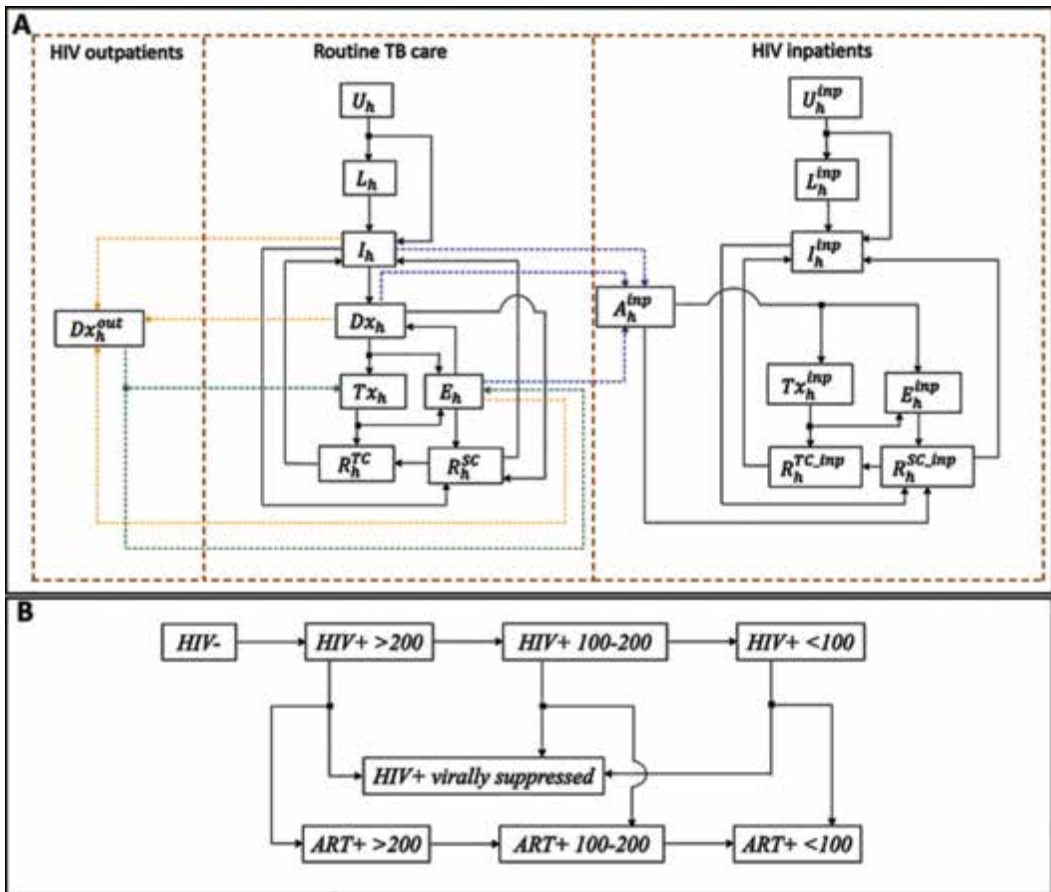 A
HIV outpatients
Routine TB care
HIV inpatients
U_h
U_h^{inp}
L_h
L_h^{inp}
I_h
I_h^{inp}
Dx_h^{out}
Dx_h
A_h^{inp}
Tx_h
E_h
Tx_h^{inp}
E_h^{inp}
R_h^{TC}
R_h^{SC}
R_h^{TC_inp}
R_h^{SC_inp}
B
HIV-
HIV+ >200
HIV+ 100-200
HIV+ <100
HIV+ virally suppressed
ART+ >200
ART+ 100-200
ART+ <100